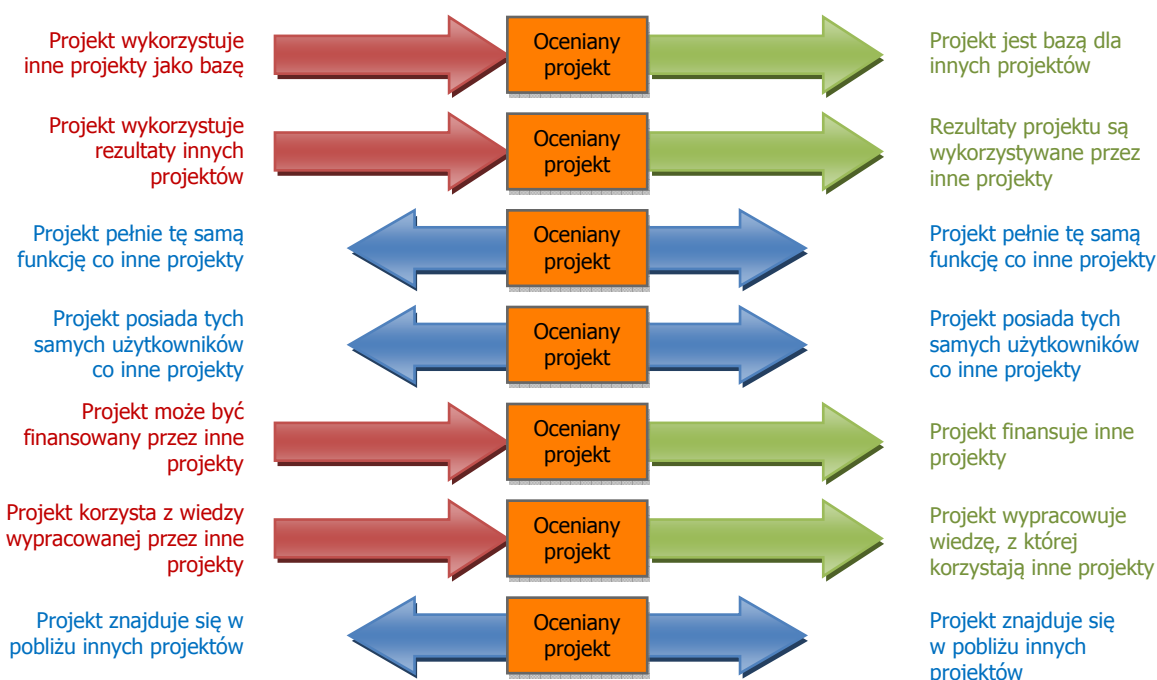 Projekt wykorzystuje
inne projekty jako bazę
Oceniany
projekt
Projekt jest bazą dla
innych projektów
Projekt wykorzystuje
rezultaty innych
projektów
Oceniany
projekt
Rezultaty projektu są
wykorzystywane przez
inne projekty
Projekt pełnie tę samą
funkcję co inne projekty
Oceniany
projekt
Projekt pełnie tę samą
funkcję co inne projekty
Projekt posiada tych
samych użytkowników
co inne projekty
Oceniany
projekt
Projekt posiada tych
samych użytkowników
co inne projekty
Projekt może być
finansowany przez inne
projekty
Oceniany
projekt
Projekt finansuje inne
projekty
Projekt korzysta z wiedzy
wypracowanej przez inne
projekty
Oceniany
projekt
Projekt wypracowuje
wiedzę, z której
korzystają inne projekty
Projekt znajduje się w
pobliżu innych projektów
Oceniany
projekt
Projekt znajduje się
w pobliżu innych
projektów